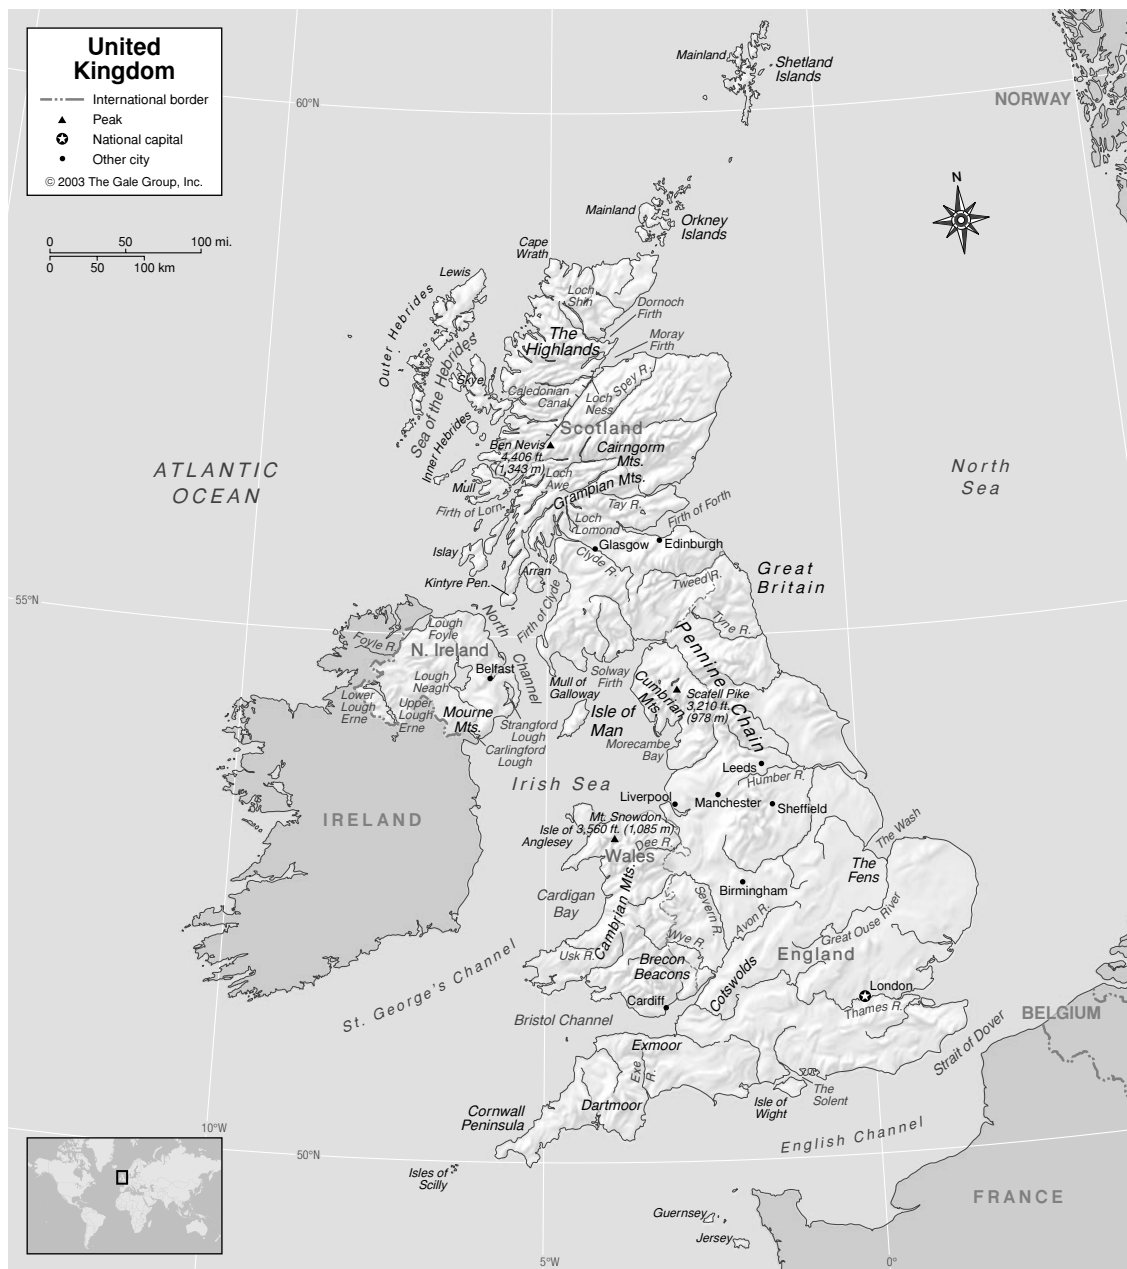 United
Kingdom
International border
Peak
National capital
Other city
© 2003 The Gale Group, Inc.
0 50 100 mi.
0 50 100 km
60°N
Mainland
Shetland
Islands
NORWAY
N
Mainland
Orkney
Islands
Cape
Wrath
Lewis
Outer Hebrides
Sea of the Hebrides
Loch
Shin
Dornoch
Firth
The
Highlands
Moray
Firth
Skye
Caledonian
Canal
Loch
Ness
Spey R.
Inner Hebrides
Scotland
Ben Nevis
4,406 ft.
(1,343 m)
Cairngorm
Mts.
ATLANTIC
OCEAN
North
Sea
Mull
Loch
Awe
Grampian Mts.
Firth of Lorn
Tay R.
Firth of Forth
Loch
Lomond
Glasgow
Edinburgh
Islay
Clyde R.
Arran
Kintyre Pen.
Great
Britain
Tweed R.
55°N
Firth of Clyde
North
Channel
Tyne R.
Lough
Foyle
Foyle R.
N. Ireland
Belfast
Pennine Chain
Lough
Neagh
Mull of
Galloway
Solway
Firth
Cumbrian
Mts.
Scafell Pike
3,210 ft.
(978 m)
Lower
Lough
Erne
Upper
Lough
Erne
Mourne
Mts.
Isle of
Man
Strangford
Lough
Carlingford
Lough
Morecambe
Bay
Leeds
Humber R.
Irish Sea
Liverpool
Manchester
Sheffield
IRELAND
Mt. Snowdon
3,560 ft. (1,085 m)
Isle of
Anglesey
Dee R.
Wales
The Wash
The
Fens
Birmingham
Cardigan
Bay
Cambrian Mts.
Severn R.
Avon R.
Great Ouse River
Wye R.
Usk R.
England
Brecon
Beacons
Cotswolds
St. George's Channel
Cardiff
London
Thames R.
BELGIUM
Bristol Channel
Strait of Dover
Exmoor
Exe
R.
The
Solent
Isle of
Wight
Dartmoor
Cornwall
Peninsula
English Channel
10°W
50°N
Isles of
Scilly
FRANCE
Guernsey
Jersey
5°W
0°